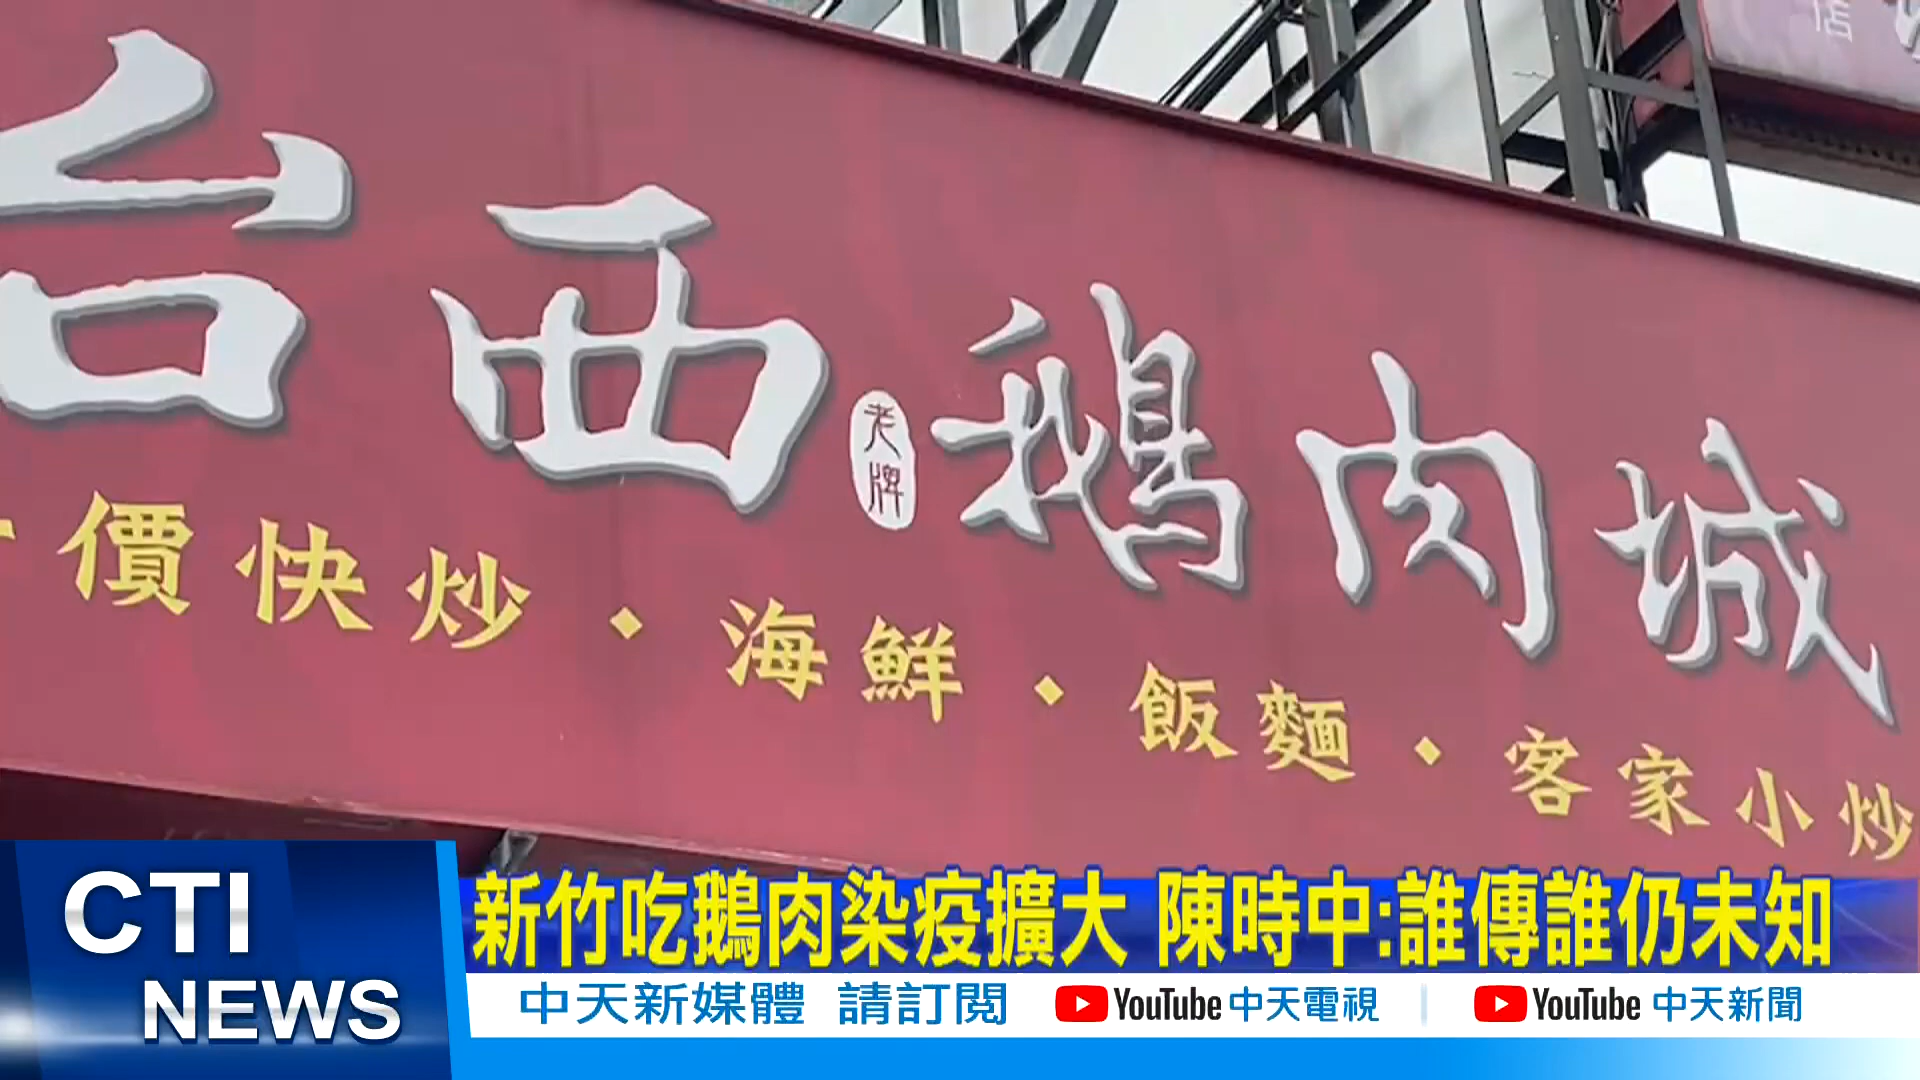 店
台西老牌鵝肉城
價快炒・海鮮・飯麵・客家小炒
CTI
NEWS
新竹吃鵝肉染疫擴大 陳時中:誰傳誰仍未知
中天新媒體 請訂閱 YouTube 中天電視 | YouTube 中天新聞